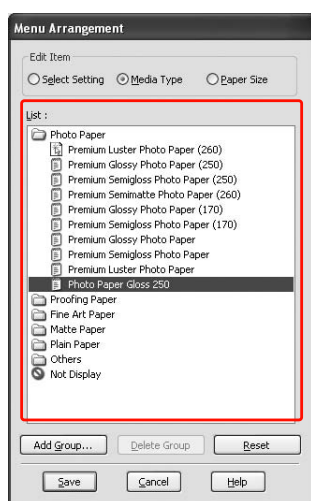 Menu Arrangement
Edit Item
Select Setting Media Type Paper Size
List :
Photo Paper
Premium Luster Photo Paper (260)
Premium Glossy Photo Paper (250)
Premium Semigloss Photo Paper (250)
Premium Semimatte Photo Paper (260)
Premium Glossy Photo Paper (170)
Premium Semigloss Photo Paper (170)
Premium Glossy Photo Paper
Premium Semigloss Photo Paper
Premium Luster Photo Paper
Photo Paper Gloss 250
Proofing Paper
Fine Art Paper
Matte Paper
Plain Paper
Others
Not Display
Add Group... Delete Group Reset
Save Cancel Help